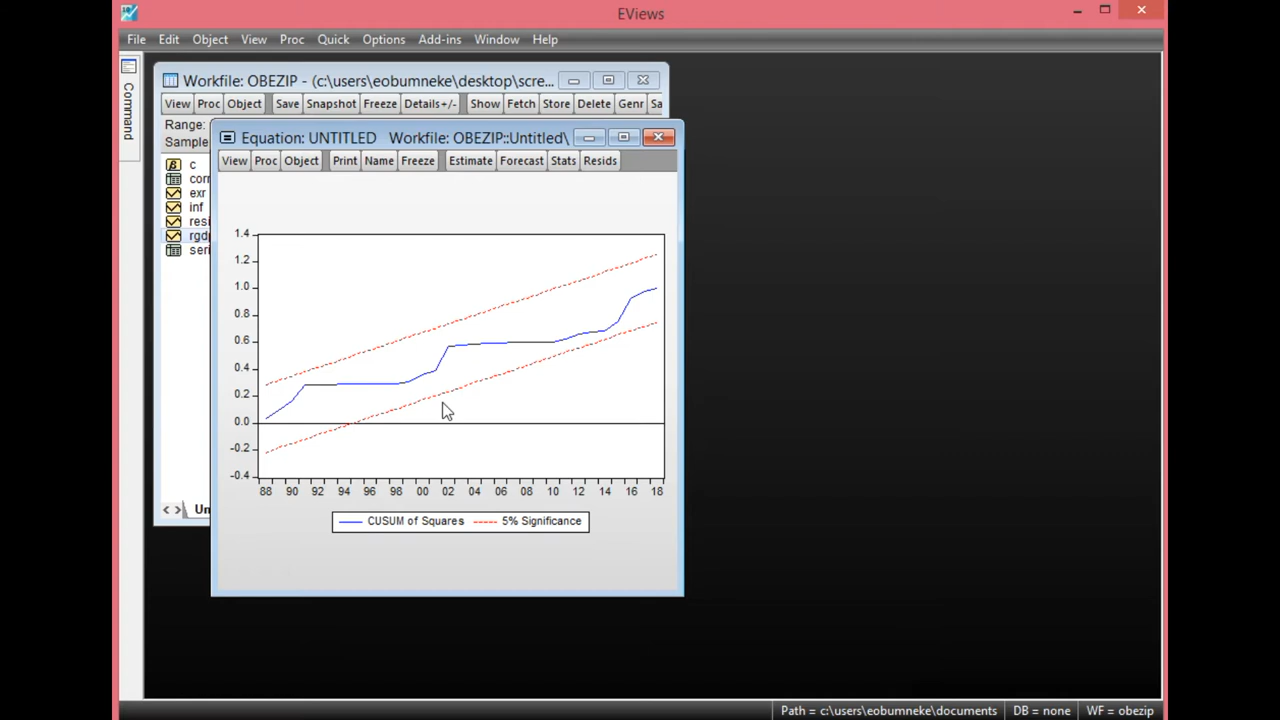 EViews
File Edit Object View Proc Quick Options Add-ins Window Help
Command
Workfile: OBEZIP - (c:\users\eobumneke\desktop\scre...
View Proc Object Save Snapshot Freeze Details+/- Show Fetch Store Delete Genr Sa
Range:
Sample
c
corr
exr
inf
resi
rgdp
seri
Un
Equation: UNTITLED Workfile: OBEZIP::Untitled\
View Proc Object Print Name Freeze Estimate Forecast Stats Resids
1.4
1.2
1.0
0.8
0.6
0.4
0.2
0.0
-0.2
-0.4
88 90 92 94 96 98 00 02 04 06 08 10 12 14 16 18
CUSUM of Squares 5% Significance
Path = c:\users\eobumneke\documents DB = none WF = obezip